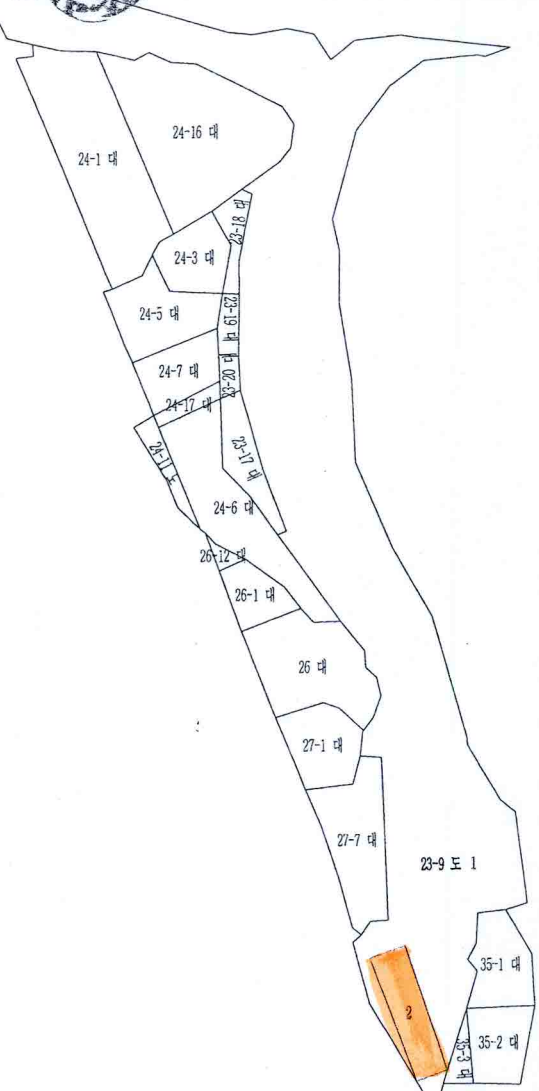 24-16 대
24-1 대
23-18 대
24-3 대
24-5 대
23-19 대
24-7 대
23-20 대
24-17 대
24-11 도
23-17 대
24-6 대
26-12 대
26-1 대
26 대
27-1 대
27-7 대
23-9 도 1
35-1 대
2
35-2 대
35-3 대